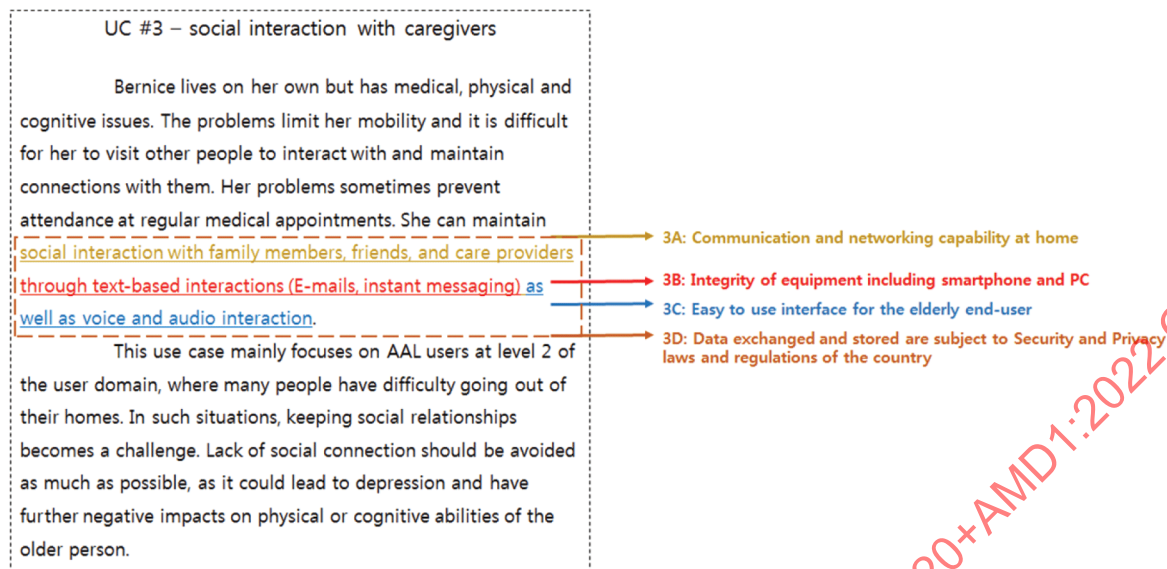 UC #3 – social interaction with caregivers
Bernice lives on her own but has medical, physical and
cognitive issues. The problems limit her mobility and it is difficult
for her to visit other people to interact with and maintain
connections with them. Her problems sometimes prevent
attendance at regular medical appointments. She can maintain
social interaction with family members, friends, and care providers
through text-based interactions (E-mails, instant messaging) as
well as voice and audio interaction.
This use case mainly focuses on AAL users at level 2 of
the user domain, where many people have difficulty going out of
their homes. In such situations, keeping social relationships
becomes a challenge. Lack of social connection should be avoided
as much as possible, as it could lead to depression and have
further negative impacts on physical or cognitive abilities of the
older person.
3A: Communication and networking capability at home
3B: Integrity of equipment including smartphone and PC
3C: Easy to use interface for the elderly end-user
3D: Data exchanged and stored are subject to Security and Privacy
laws and regulations of the country
20+AMD1:2022